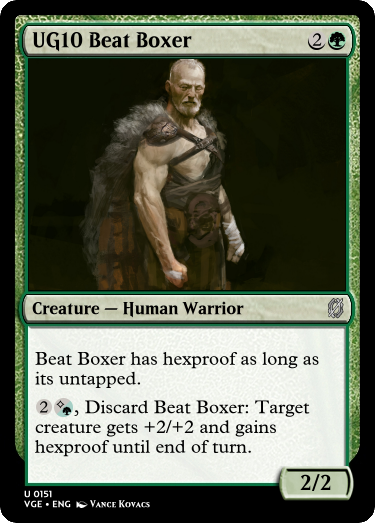 UG10 Beat Boxer 2
Creature — Human Warrior
Beat Boxer has hexproof as long as
its untapped.
2, Discard Beat Boxer: Target
creature gets +2/+2 and gains
hexproof until end of turn.
2/2
U 0151
VGE • ENG Vance Kovacs